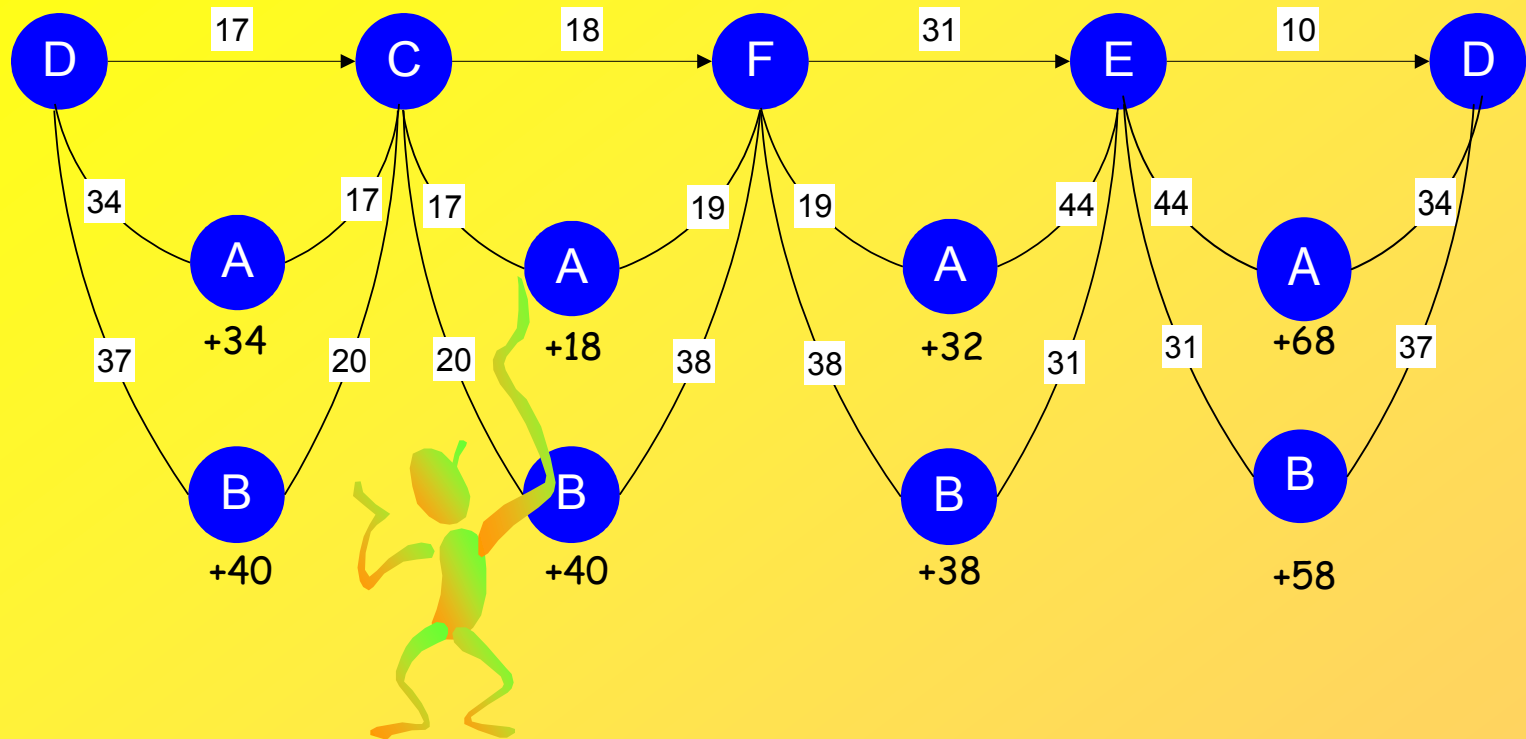 17 18 31 10
D C F E D
34 17 17 19 19 44 44 34
A A A A
+34 +18 +32 +68
37 20 20 38 38 31 31 37
B B B B
+40 +40 +38 +58